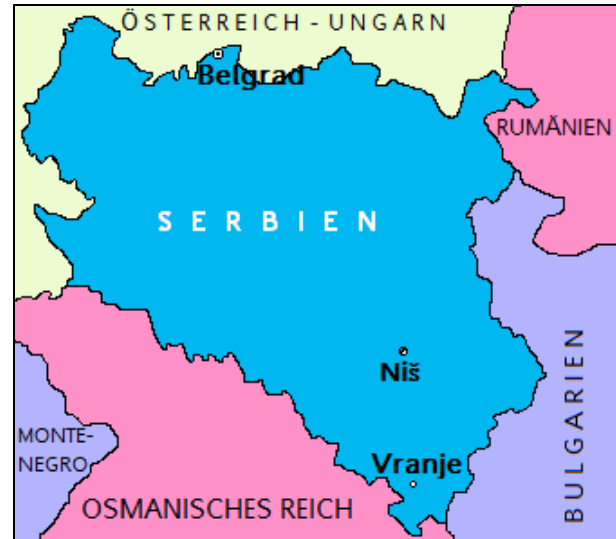 ÖSTERREICH - UNGARN
Belgrad
RUMÄNIEN
SERBIEN
Niš
BULGARIEN
MONTE-
NEGRO
Vranje
OSMANISCHES REICH